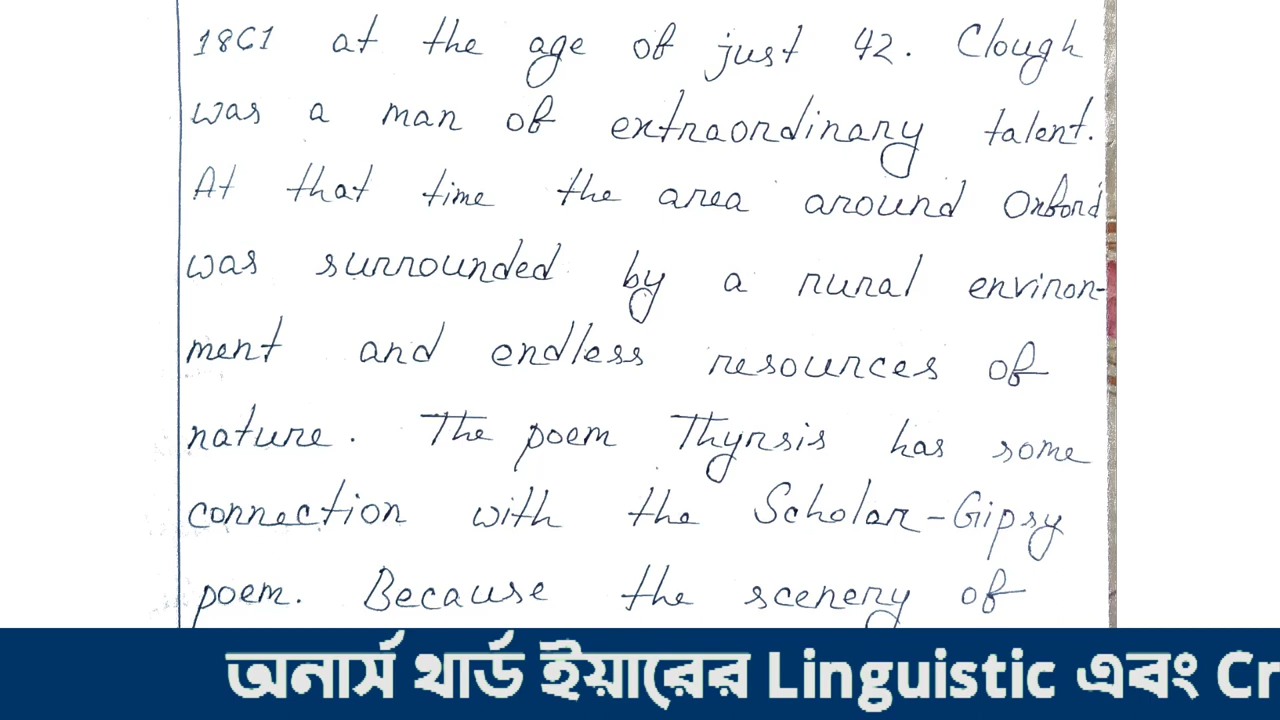 1861 at the age of just 42. Clough
was a man of extraordinary talent.
At that time the area around Oxford
was surrounded by a rural environ-
ment and endless resources of
nature. The poem Thyrsis has some
connection with the Scholar-Gipsy
poem. Because the scenery of
অনার্স থার্ড ইয়ারের Linguistic এবং Cr